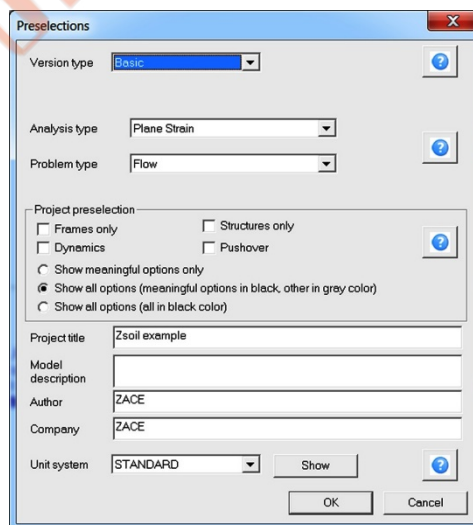 Preselections
Version type Basic
Analysis type Plane Strain
Problem type Flow
Project preselection
Frames only Structures only
Dynamics Pushover
Show meaningful options only
Show all options (meaningful options in black, other in gray color)
Show all options (all in black color)
Project title Zsoil example
Model
description
Author ZACE
Company ZACE
Unit system STANDARD Show
OK Cancel